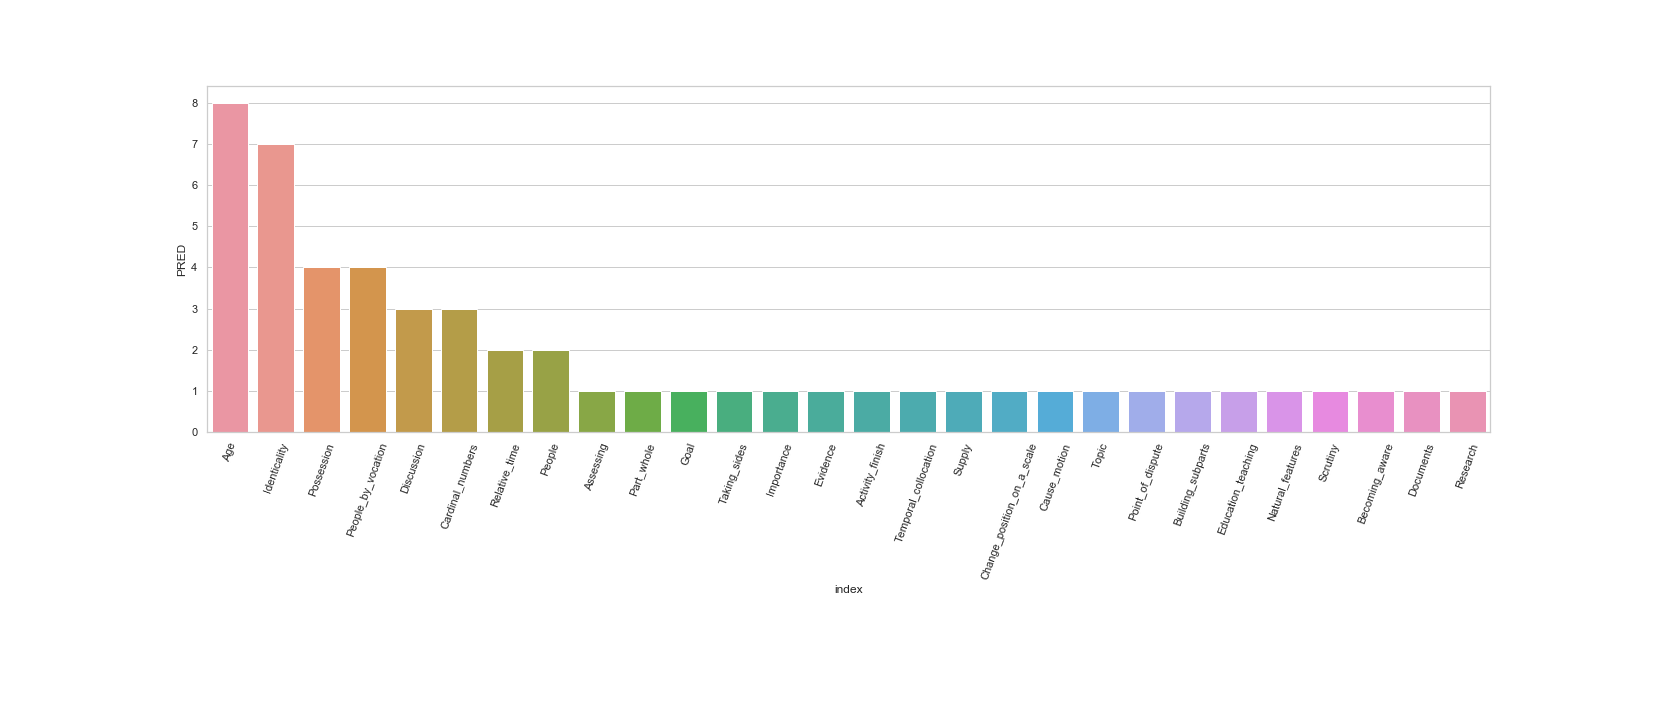 8
7
6
5
4
3
2
1
0
PRED
Age
Identicality
Possession
People_by_vocation
Discussion
Cardinal_numbers
Relative_time
People
Assessing
Part_whole
Goal
Taking_sides
Importance
Evidence
Activity_finish
Temporal_collocation
Supply
Change_position_on_a_scale
Cause_motion
Topic
Point_of_dispute
Building_subparts
Education_teaching
Natural_features
Scrutiny
Becoming_aware
Documents
Research
index